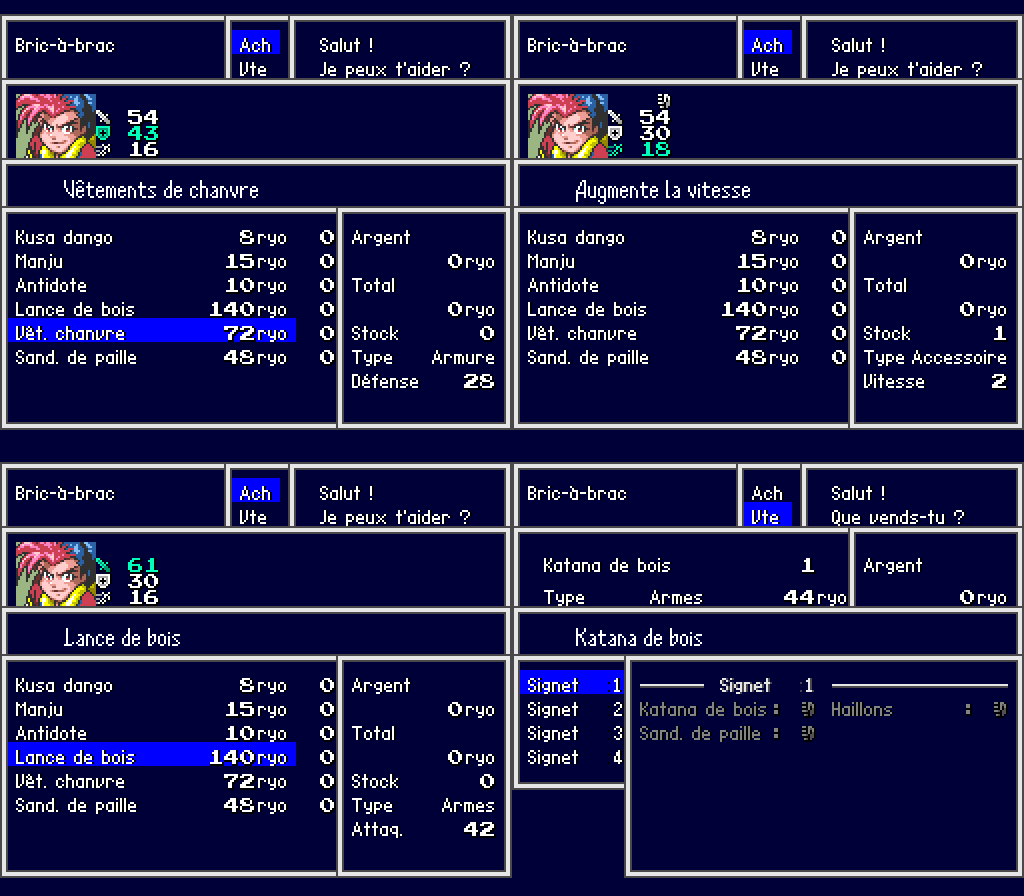 Bric-à-brac
Ach
Vte
Salut !
Je peux t'aider ?
54
43
16
Vêtements de chanvre
Kusa dango 8ryo 0
Manju 15ryo 0
Antidote 10ryo 0
Lance de bois 140ryo 0
Vêt. chanvre 72ryo 0
Sand. de paille 48ryo 0
Argent
0ryo
Total
0ryo
Stock 0
Type Armure
Défense 28
Bric-à-brac
Ach
Vte
Salut !
Je peux t'aider ?
54
30
18
Augmente la vitesse
Kusa dango 8ryo 0
Manju 15ryo 0
Antidote 10ryo 0
Lance de bois 140ryo 0
Vêt. chanvre 72ryo 0
Sand. de paille 48ryo 0
Argent
0ryo
Total
0ryo
Stock 1
Type Accessoire
Vitesse 2
Bric-à-brac
Ach
Vte
Salut !
Je peux t'aider ?
61
30
16
Lance de bois
Kusa dango 8ryo 0
Manju 15ryo 0
Antidote 10ryo 0
Lance de bois 140ryo 0
Vêt. chanvre 72ryo 0
Sand. de paille 48ryo 0
Argent
0ryo
Total
0ryo
Stock 0
Type Armes
Attaq. 42
Bric-à-brac
Ach
Vte
Salut !
Que vends-tu ?
Katana de bois 1
Type Armes 44ryo
Argent
0ryo
Katana de bois
Signet :1
Signet 2
Signet 3
Signet 4
Signet :1
Katana de bois : Haillons :
Sand. de paille :